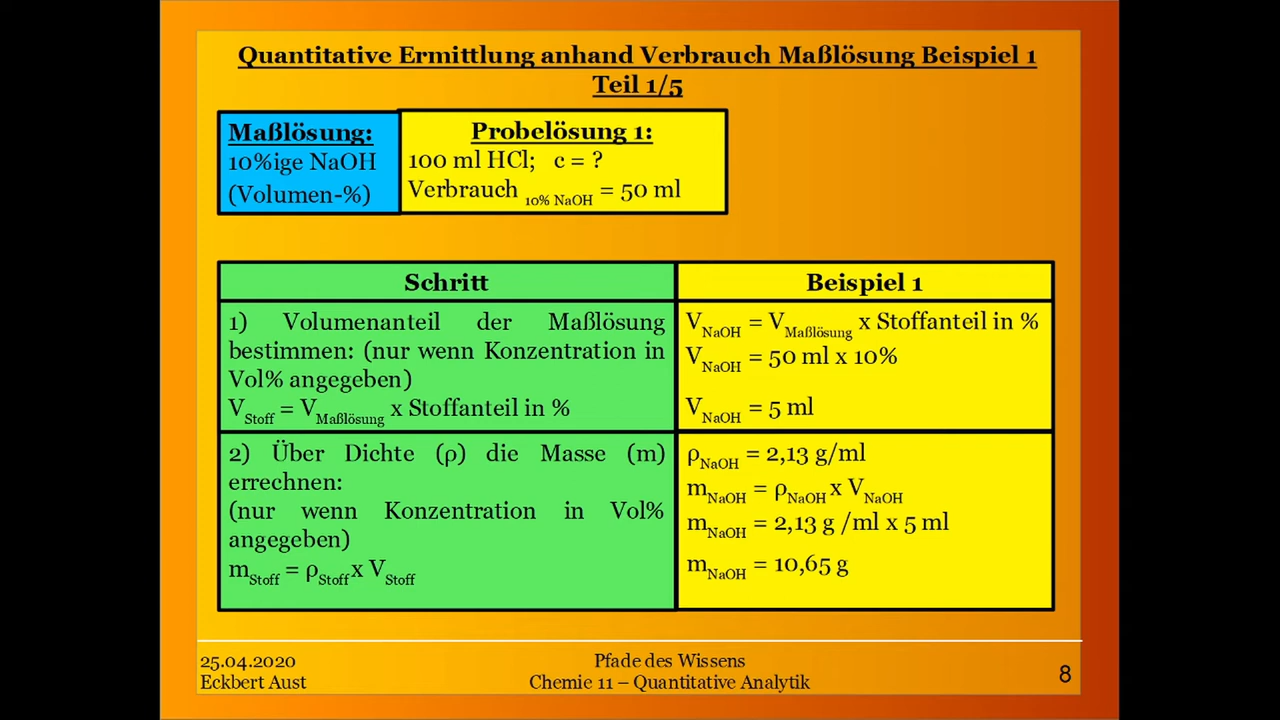 Quantitative Ermittlung anhand Verbrauch Maßlösung Beispiel 1
Teil 1/5
Maßlösung:
10%ige NaOH
(Volumen-%)
Probelösung 1:
100 ml HCl; c = ?
Verbrauch 10% NaOH = 50 ml
Schritt
1) Volumenanteil der Maßlösung
bestimmen: (nur wenn Konzentration in
Vol% angegeben)
VStoff = VMaßlösung x Stoffanteil in %
Beispiel 1
VNaOH = VMaßlösung x Stoffanteil in %
VNaOH = 50 ml x 10%
VNaOH = 5 ml
2) Über Dichte (ρ) die Masse (m)
errechnen:
(nur wenn Konzentration in Vol%
angegeben)
mStoff = ρStoff x VStoff
ρNaOH = 2,13 g/ml
mNaOH = ρNaOH x VNaOH
mNaOH = 2,13 g /ml x 5 ml
mNaOH = 10,65 g
25.04.2020
Eckbert Aust
Pfade des Wissens
Chemie 11 – Quantitative Analytik
8